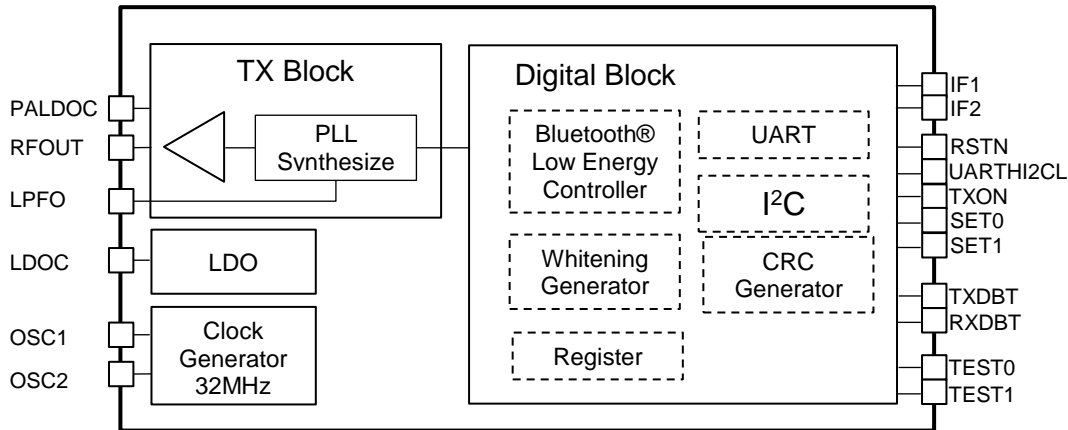 PALDOC
RFOUT
LPFO
LDOC
OSC1
OSC2
TX Block
PLL
Synthesize
LDO
Clock
Generator
32MHz
Digital Block
Bluetooth®
Low Energy
Controller
UART
I²C
Whitening
Generator
CRC
Generator
Register
IF1
IF2
RSTN
UARTHI2CL
TXON
SET0
SET1
TXDBT
RXDBT
TEST0
TEST1